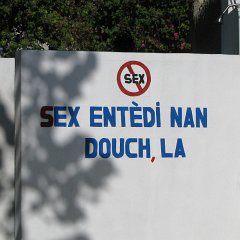 SEX
SEX ENTÈDI NAN
DOUCH, LA